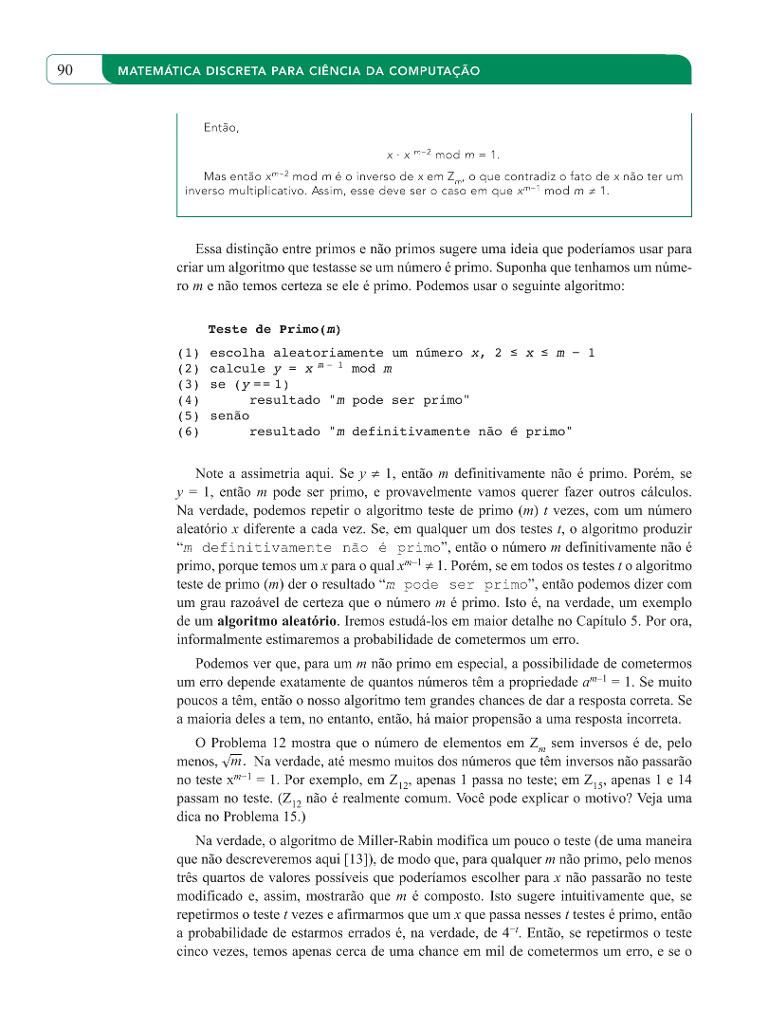 90
MATEMÁTICA DISCRETA PARA CIÊNCIA DA COMPUTAÇÃO
Então,
x · x^{m–2} mod m = 1.
Mas então x^{m–2} mod m é o inverso de x em Z_m, o que contradiz o fato de x não ter um
inverso multiplicativo. Assim, esse deve ser o caso em que x^{m–1} mod m ≠ 1.
Essa distinção entre primos e não primos sugere uma ideia que poderíamos usar para
criar um algoritmo que testasse se um número é primo. Suponha que tenhamos um núme-
ro m e não temos certeza se ele é primo. Podemos usar o seguinte algoritmo:
Teste de Primo(m)
(1) escolha aleatoriamente um número x, 2 ≤ x ≤ m – 1
(2) calcule y = x^{m – 1} mod m
(3) se (y == 1)
(4) resultado "m pode ser primo"
(5) senão
(6) resultado "m definitivamente não é primo"
Note a assimetria aqui. Se y ≠ 1, então m definitivamente não é primo. Porém, se
y = 1, então m pode ser primo, e provavelmente vamos querer fazer outros cálculos.
Na verdade, podemos repetir o algoritmo teste de primo (m) t vezes, com um número
aleatório x diferente a cada vez. Se, em qualquer um dos testes t, o algoritmo produzir
“m definitivamente não é primo”, então o número m definitivamente não é
primo, porque temos um x para o qual x^{m–1} ≠ 1. Porém, se em todos os testes t o algoritmo
teste de primo (m) der o resultado “m pode ser primo”, então podemos dizer com
um grau razoável de certeza que o número m é primo. Isto é, na verdade, um exemplo
de um algoritmo aleatório. Iremos estudá-los em maior detalhe no Capítulo 5. Por ora,
informalmente estimaremos a probabilidade de cometermos um erro.
Podemos ver que, para um m não primo em especial, a possibilidade de cometermos
um erro depende exatamente de quantos números têm a propriedade a^{m–1} = 1. Se muito
poucos a têm, então o nosso algoritmo tem grandes chances de dar a resposta correta. Se
a maioria deles a tem, no entanto, então, há maior propensão a uma resposta incorreta.
O Problema 12 mostra que o número de elementos em Z_m sem inversos é de, pelo
menos, √m. Na verdade, até mesmo muitos dos números que têm inversos não passarão
no teste x^{m–1} = 1. Por exemplo, em Z_12, apenas 1 passa no teste; em Z_15, apenas 1 e 14
passam no teste. (Z_12 não é realmente comum. Você pode explicar o motivo? Veja uma
dica no Problema 15.)
Na verdade, o algoritmo de Miller-Rabin modifica um pouco o teste (de uma maneira
que não descreveremos aqui [13]), de modo que, para qualquer m não primo, pelo menos
três quartos de valores possíveis que poderíamos escolher para x não passarão no teste
modificado e, assim, mostrarão que m é composto. Isto sugere intuitivamente que, se
repetirmos o teste t vezes e afirmarmos que um x que passa nesses t testes é primo, então
a probabilidade de estarmos errados é, na verdade, de 4^{–t}. Então, se repetirmos o teste
cinco vezes, temos apenas cerca de uma chance em mil de cometermos um erro, e se o